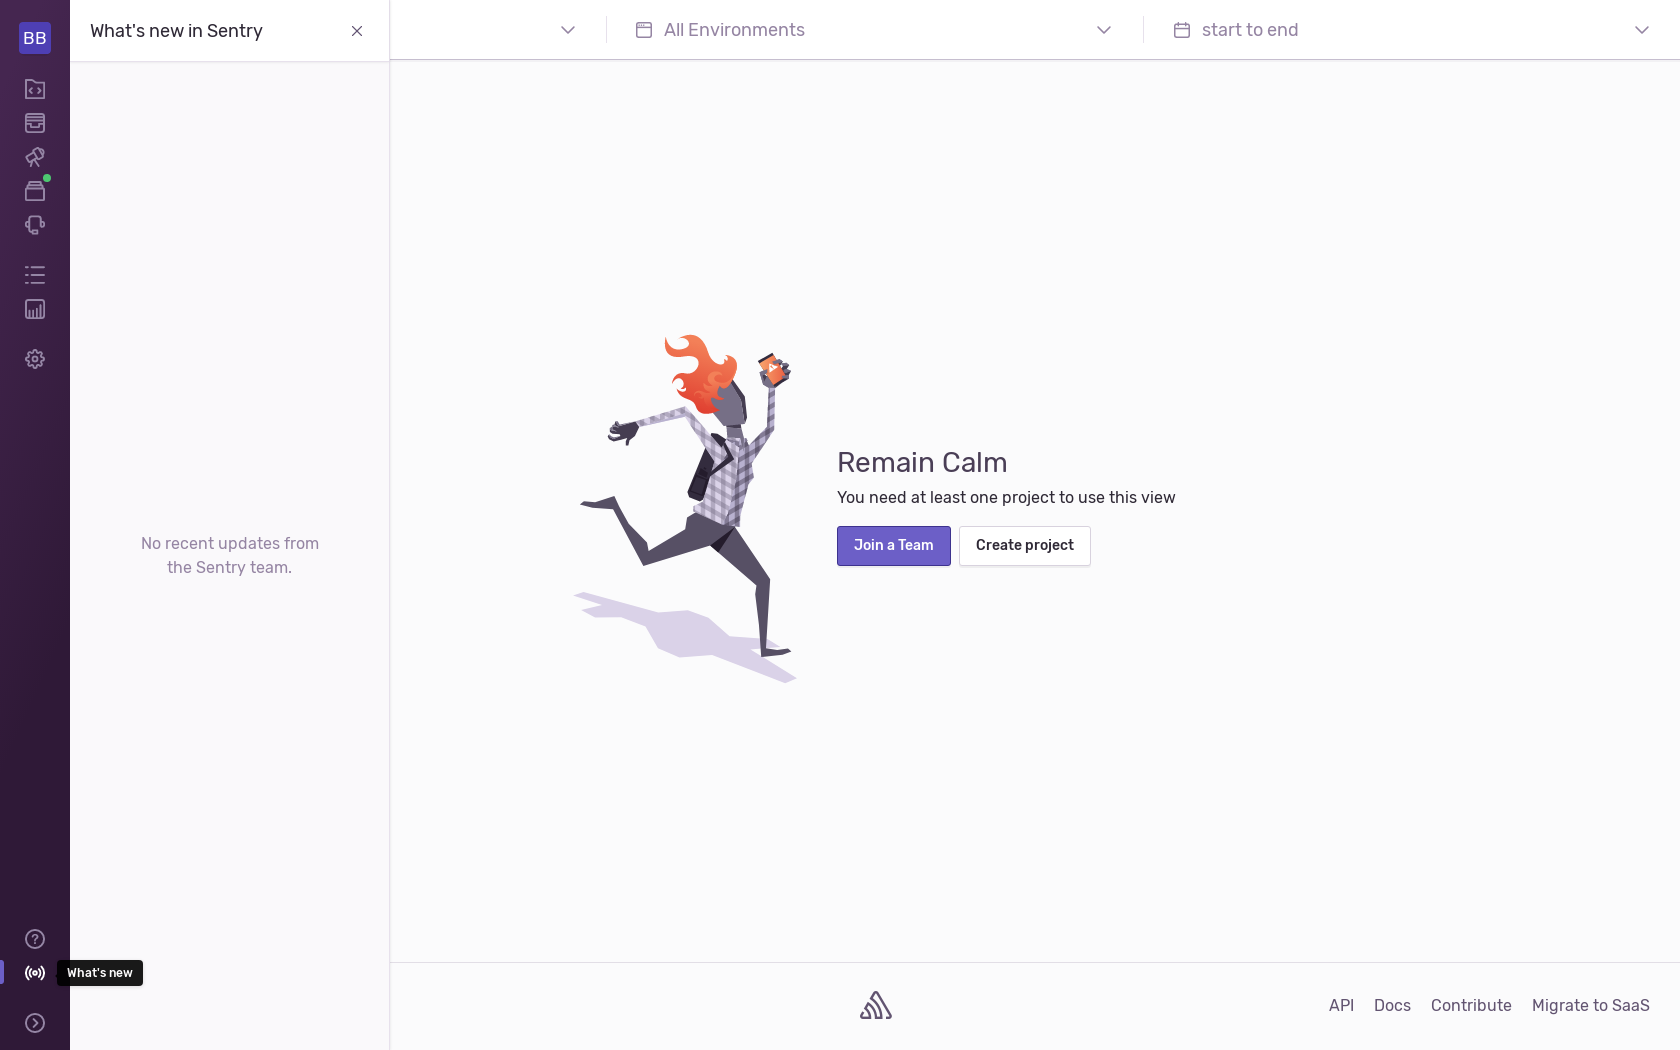 BB
What's new in Sentry
All Environments
start to end
No recent updates from
the Sentry team.
Remain Calm
You need at least one project to use this view
Join a Team
Create project
What's new
API
Docs
Contribute
Migrate to SaaS